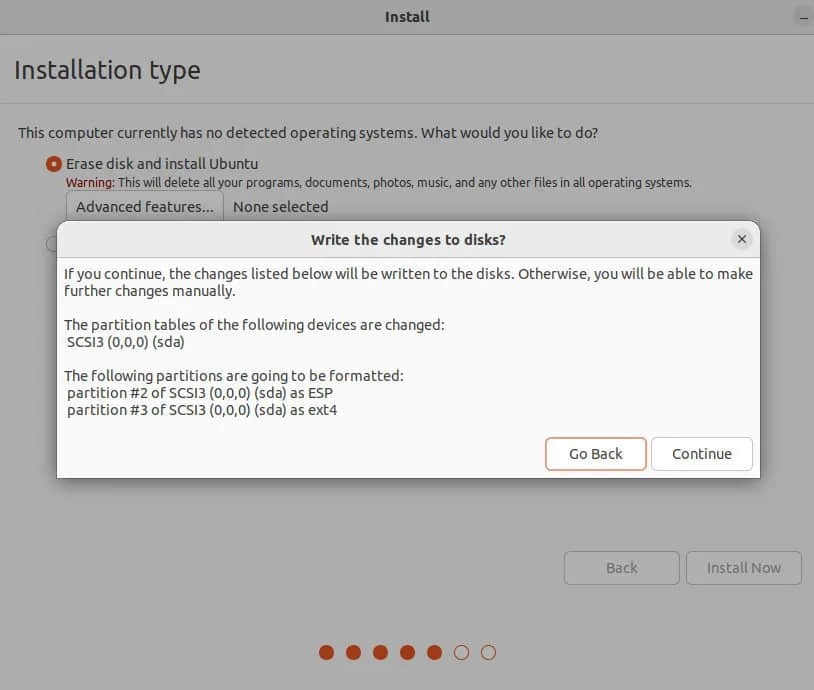 Install
Installation type
This computer currently has no detected operating systems. What would you like to do?
Erase disk and install Ubuntu
Warning: This will delete all your programs, documents, photos, music, and any other files in all operating systems.
Advanced features... None selected
Write the changes to disks?
If you continue, the changes listed below will be written to the disks. Otherwise, you will be able to make
further changes manually.
The partition tables of the following devices are changed:
SCSI3 (0,0,0) (sda)
The following partitions are going to be formatted:
partition #2 of SCSI3 (0,0,0) (sda) as ESP
partition #3 of SCSI3 (0,0,0) (sda) as ext4
Go Back Continue
Back Install Now